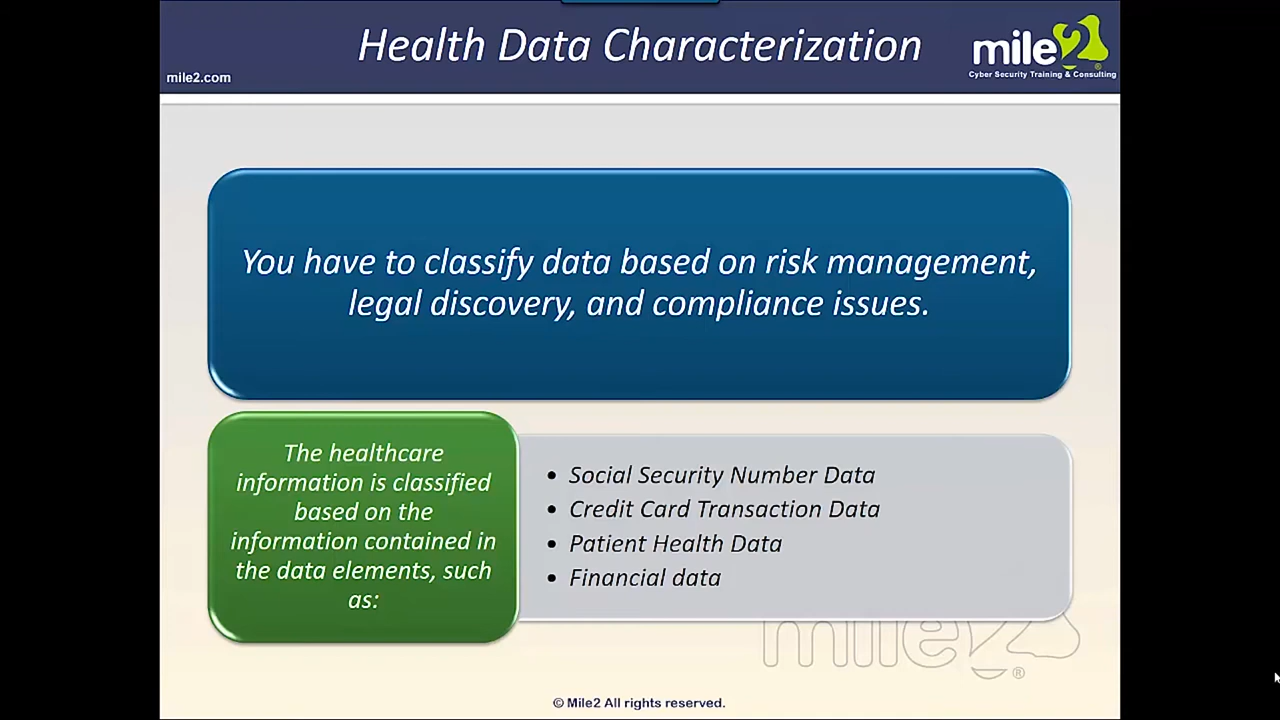 Health Data Characterization
mile2.com
mile2®
Cyber Security Training & Consulting
You have to classify data based on risk management,
legal discovery, and compliance issues.
The healthcare
information is classified
based on the
information contained in
the data elements, such
as:
• Social Security Number Data
• Credit Card Transaction Data
• Patient Health Data
• Financial data
mile2®
© Mile2 All rights reserved.